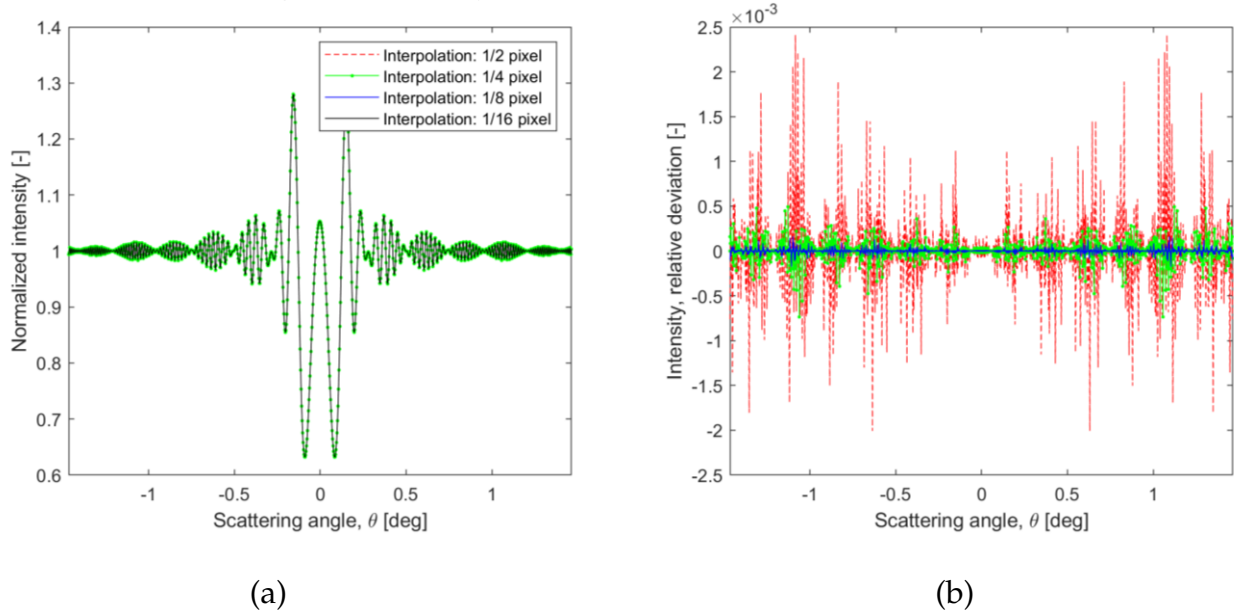 1.4
1.3
1.2
1.1
1
0.9
0.8
0.7
0.6
Normalized intensity [-]
Interpolation: 1/2 pixel
Interpolation: 1/4 pixel
Interpolation: 1/8 pixel
Interpolation: 1/16 pixel
-1 -0.5 0 0.5 1
Scattering angle, θ [deg]
(a)
×10⁻³
2.5
2
1.5
1
0.5
0
-0.5
-1
-1.5
-2
-2.5
Intensity, relative deviation [-]
-1 -0.5 0 0.5 1
Scattering angle, θ [deg]
(b)